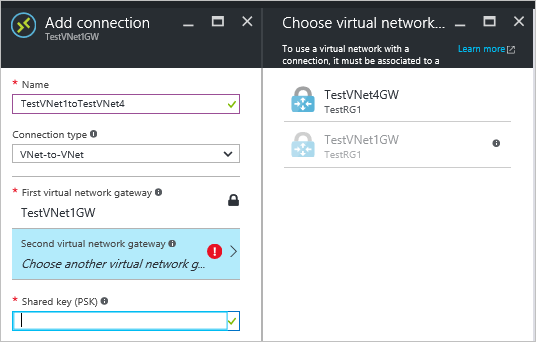 Add connection
TestVNet1GW
* Name
TestVNet1toTestVNet4
Connection type
VNet-to-VNet
* First virtual network gateway
TestVNet1GW
Second virtual network gateway
Choose another virtual network g...
* Shared key (PSK)
Choose virtual network...
To use a virtual network with a
connection, it must be associated to a
Learn more
TestVNet4GW
TestRG1
TestVNet1GW
TestRG1